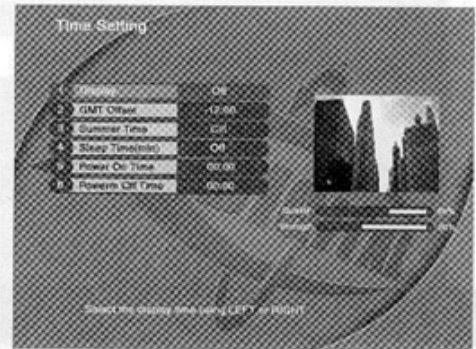 Time Setting
1 Display Off
2 GMT Offset -12:00
3 Summer Time Off
4 Sleep Time(min) Off
5 Power On Time 00:00
6 Powerm Off Time 00:00
Quality
Select the display time using LEFT or RIGHT